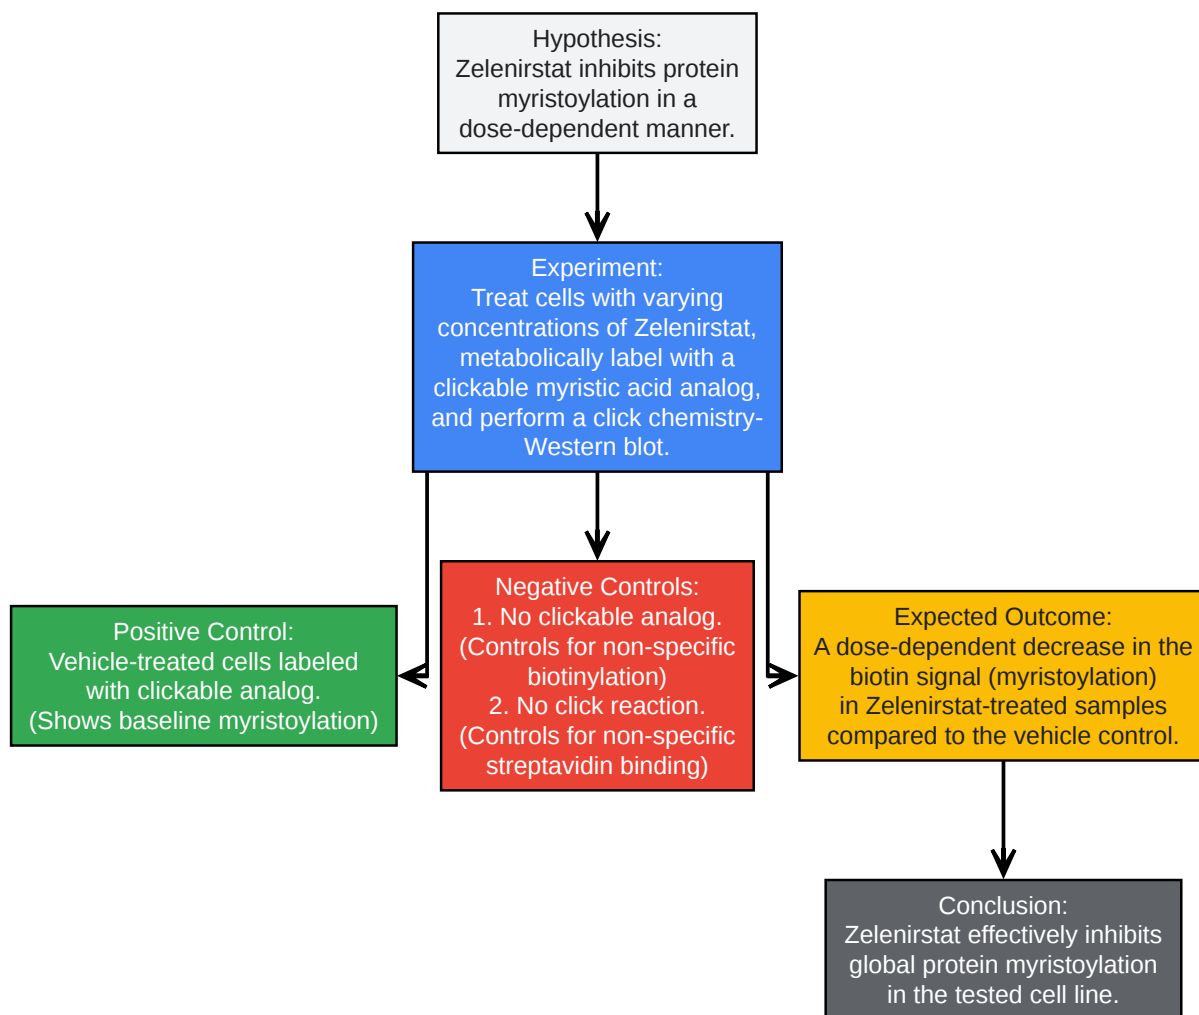 Hypothesis:
Zelenirstat inhibits protein
myristoylation in a
dose-dependent manner.
Experiment:
Treat cells with varying
concentrations of Zelenirstat,
metabolically label with a
clickable myristic acid analog,
and perform a click chemistry-
Western blot.
Positive Control:
Vehicle-treated cells labeled
with clickable analog.
(Shows baseline myristoylation)
Negative Controls:
1. No clickable analog.
(Controls for non-specific
biotinylation)
2. No click reaction.
(Controls for non-specific
streptavidin binding)
Expected Outcome:
A dose-dependent decrease in the
biotin signal (myristoylation)
in Zelenirstat-treated samples
compared to the vehicle control.
Conclusion:
Zelenirstat effectively inhibits
global protein myristoylation
in the tested cell line.